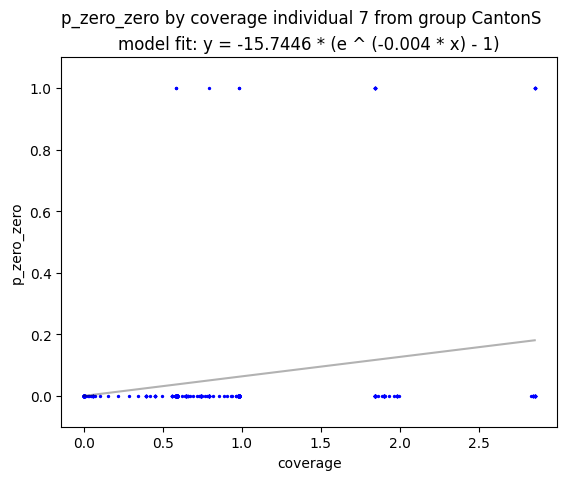 p_zero_zero by coverage individual 7 from group CantonS
model fit: y = -15.7446 * (e ^ (-0.004 * x) - 1)
1.0
0.8
0.6
0.4
0.2
0.0
p_zero_zero
0.0 0.5 1.0 1.5 2.0 2.5
coverage